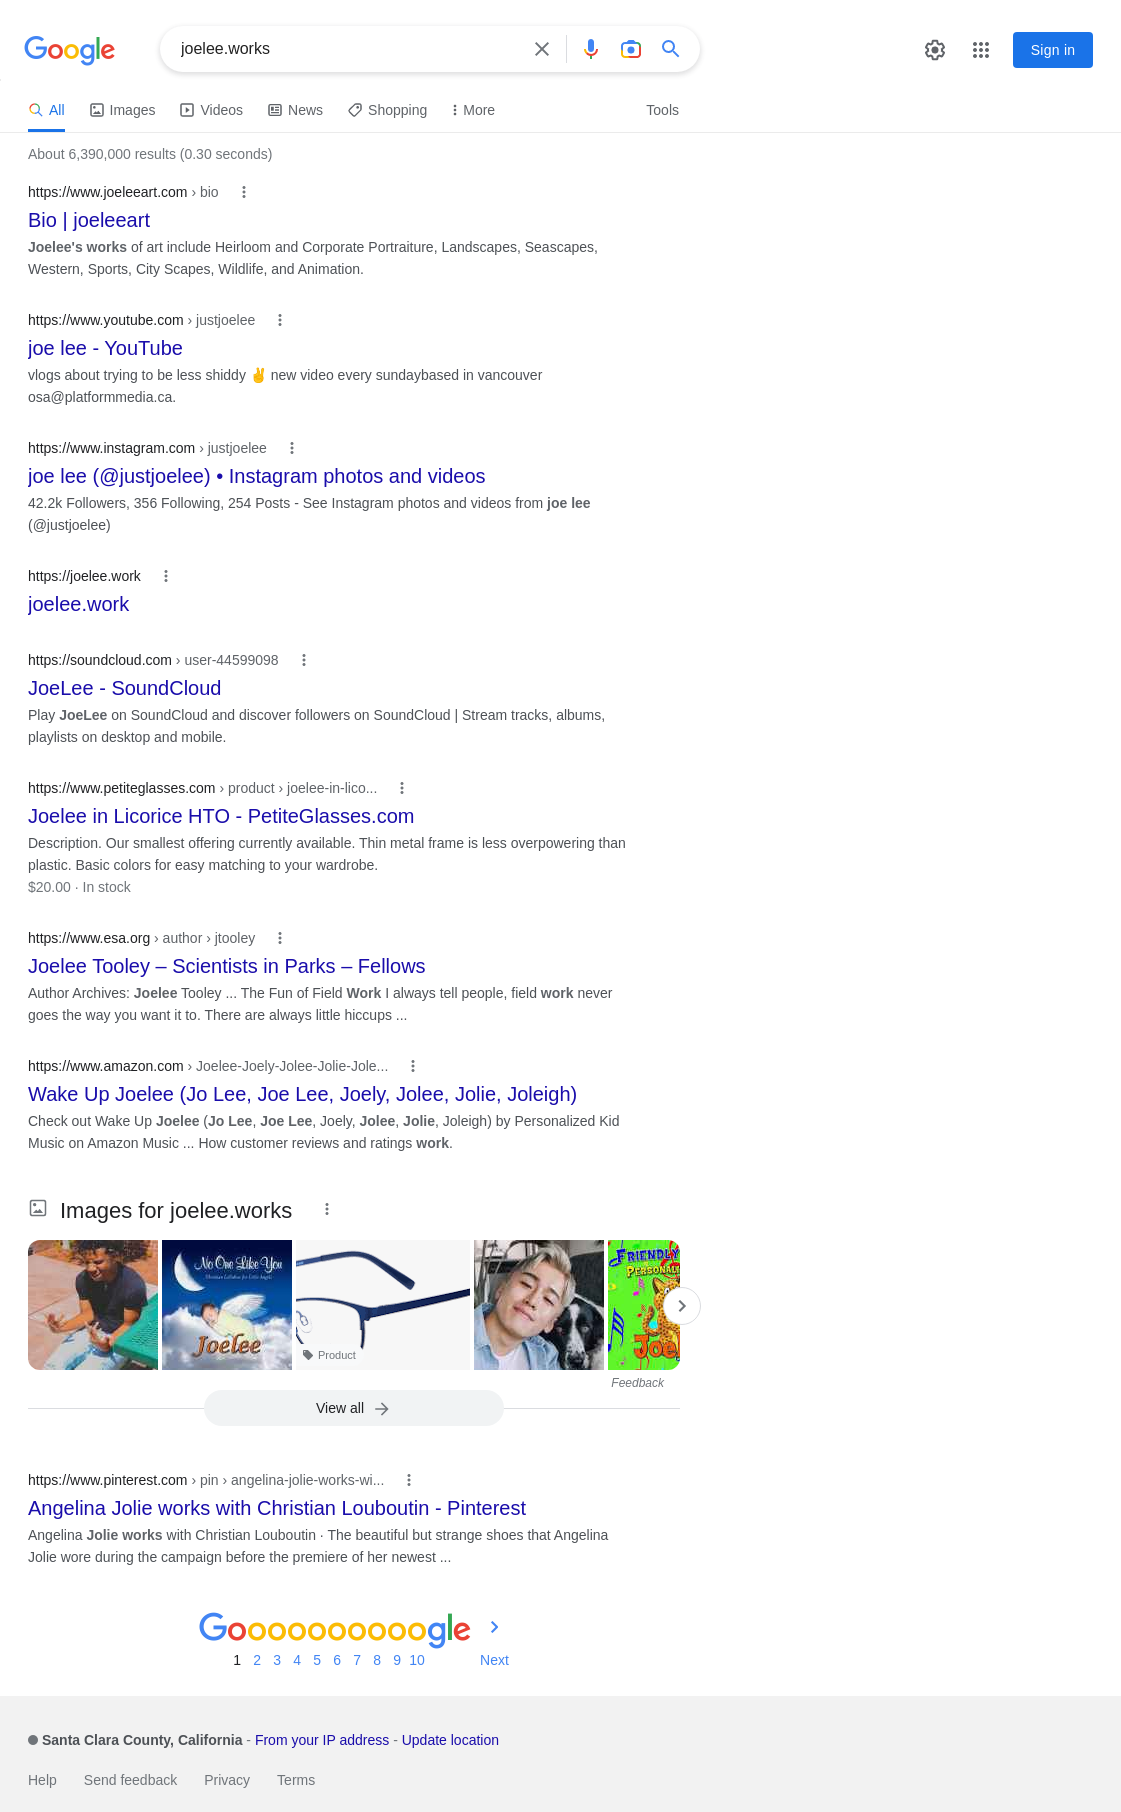 Google
joelee.works
Sign in
All Images Videos News Shopping More Tools
About 6,390,000 results (0.30 seconds)
https://www.joeleeart.com › bio
Bio | joeleeart
Joelee's works of art include Heirloom and Corporate Portraiture, Landscapes, Seascapes,
Western, Sports, City Scapes, Wildlife, and Animation.
https://www.youtube.com › justjoelee
joe lee - YouTube
vlogs about trying to be less shiddy ✌️ new video every sundaybased in vancouver
osa@platformmedia.ca.
https://www.instagram.com › justjoelee
joe lee (@justjoelee) • Instagram photos and videos
42.2k Followers, 356 Following, 254 Posts - See Instagram photos and videos from joe lee
(@justjoelee)
https://joelee.work
joelee.work
https://soundcloud.com › user-44599098
JoeLee - SoundCloud
Play JoeLee on SoundCloud and discover followers on SoundCloud | Stream tracks, albums,
playlists on desktop and mobile.
https://www.petiteglasses.com › product › joelee-in-lico...
Joelee in Licorice HTO - PetiteGlasses.com
Description. Our smallest offering currently available. Thin metal frame is less overpowering than
plastic. Basic colors for easy matching to your wardrobe.
$20.00 · In stock
https://www.esa.org › author › jtooley
Joelee Tooley – Scientists in Parks – Fellows
Author Archives: Joelee Tooley ... The Fun of Field Work I always tell people, field work never
goes the way you want it to. There are always little hiccups ...
https://www.amazon.com › Joelee-Joely-Jolee-Jolie-Jole...
Wake Up Joelee (Jo Lee, Joe Lee, Joely, Jolee, Jolie, Joleigh)
Check out Wake Up Joelee (Jo Lee, Joe Lee, Joely, Jolee, Jolie, Joleigh) by Personalized Kid
Music on Amazon Music ... How customer reviews and ratings work.
Images for joelee.works
No One Like You
Joelee
Product
FRIENDLY
PERSONAL
Joe
Feedback
View all
https://www.pinterest.com › pin › angelina-jolie-works-wi...
Angelina Jolie works with Christian Louboutin - Pinterest
Angelina Jolie works with Christian Louboutin · The beautiful but strange shoes that Angelina
Jolie wore during the campaign before the premiere of her newest ...
Goooooooooogle
1 2 3 4 5 6 7 8 9 10 Next
Santa Clara County, California - From your IP address - Update location
Help Send feedback Privacy Terms